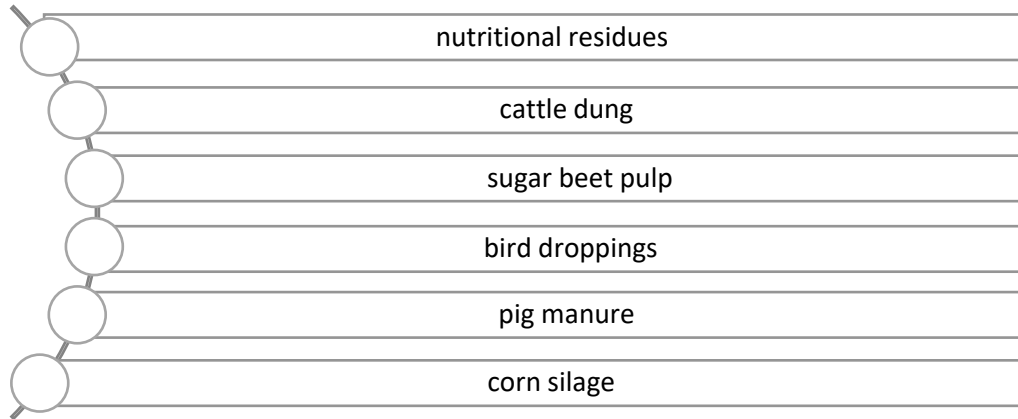 nutritional residues
cattle dung
sugar beet pulp
bird droppings
pig manure
corn silage